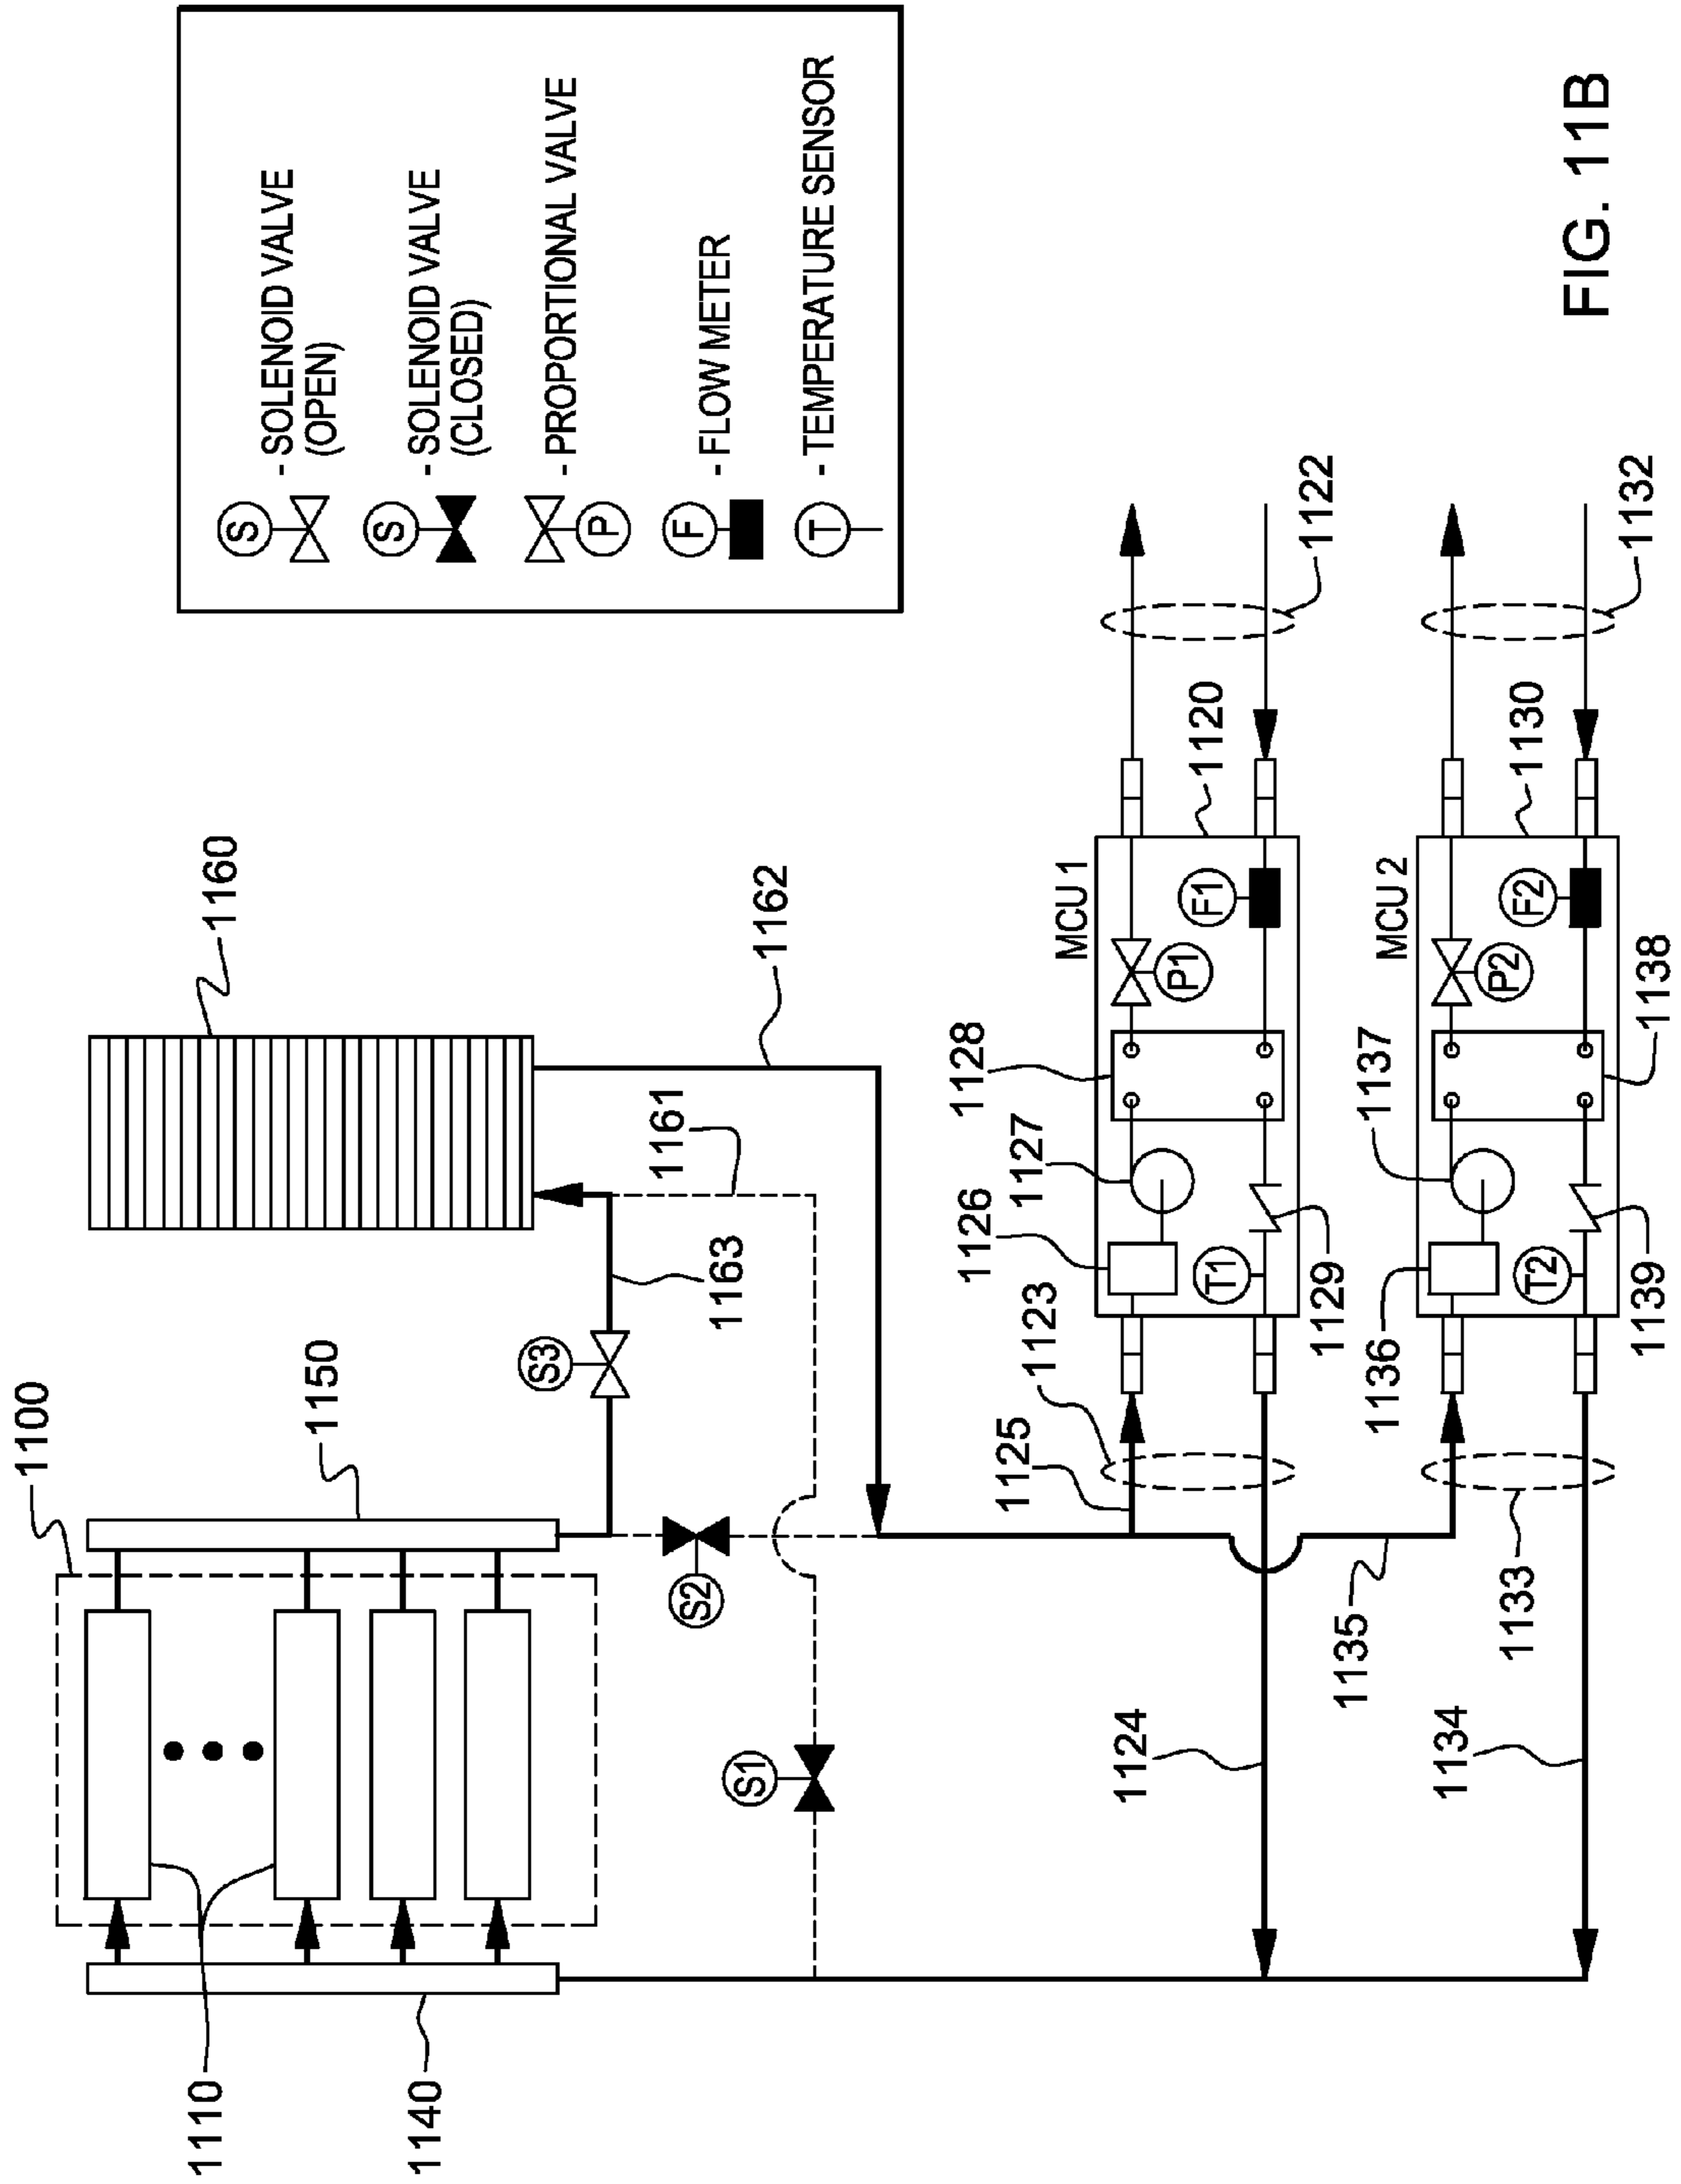 1100
1110
1140
1150
1160
S3
1163
1161
1162
S2
S1
SOLENOID VALVE
(OPEN)
SOLENOID VALVE
(CLOSED)
PROPORTIONAL VALVE
FLOW METER
TEMPERATURE SENSOR
S -
S -
P -
F -
T -
1123
1125
1124
1126
1127
1128
MCU 1
P1
F1
T1
1129
1120
1122
1135
1133
1134
1136
1137
MCU 2
P2
F2
T2
1139
1138
1130
1132
FIG. 11B